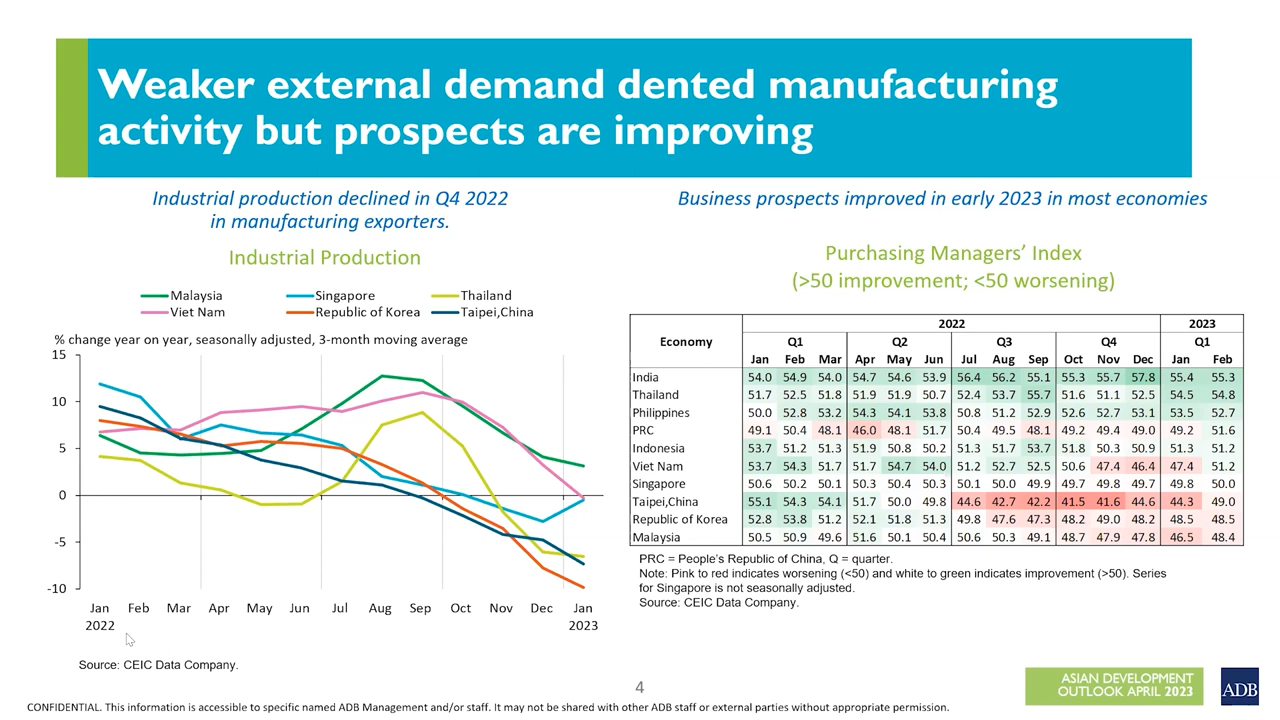 Weaker external demand dented manufacturing
activity but prospects are improving
Industrial production declined in Q4 2022
in manufacturing exporters.
Industrial Production
Malaysia Singapore Thailand
Viet Nam Republic of Korea Taipei,China
% change year on year, seasonally adjusted, 3-month moving average
15
10
5
0
-5
-10
Jan Feb Mar Apr May Jun Jul Aug Sep Oct Nov Dec Jan
2022 2023
Source: CEIC Data Company.
Business prospects improved in early 2023 in most economies
Purchasing Managers’ Index
(>50 improvement; <50 worsening)
2022 2023
Economy Q1 Q2 Q3 Q4 Q1
Jan Feb Mar Apr May Jun Jul Aug Sep Oct Nov Dec Jan Feb
India 54.0 54.9 54.0 54.7 54.6 53.9 56.4 56.2 55.1 55.3 55.7 57.8 55.4 55.3
Thailand 51.7 52.5 51.8 51.9 51.9 50.7 52.4 53.7 55.7 51.6 51.1 52.5 54.5 54.8
Philippines 50.0 52.8 53.2 54.3 54.1 53.8 50.8 51.2 52.9 52.6 52.7 53.1 53.5 52.7
PRC 49.1 50.4 48.1 46.0 48.1 51.7 50.4 49.5 48.1 49.2 49.4 49.0 49.2 51.6
Indonesia 53.7 51.2 51.3 51.9 50.8 50.2 51.3 51.7 53.7 51.8 50.3 50.9 51.3 51.2
Viet Nam 53.7 54.3 51.7 51.7 54.7 54.0 51.2 52.7 52.5 50.6 47.4 46.4 47.4 51.2
Singapore 50.6 50.2 50.1 50.3 50.4 50.3 50.1 50.0 49.9 49.7 49.8 49.7 49.8 50.0
Taipei,China 55.1 54.3 54.1 51.7 50.0 49.8 44.6 42.7 42.2 41.5 41.6 44.6 44.3 49.0
Republic of Korea 52.8 53.8 51.2 52.1 51.8 51.3 49.8 47.6 47.3 48.2 49.0 48.2 48.5 48.5
Malaysia 50.5 50.9 49.6 51.6 50.1 50.4 50.6 50.3 49.1 48.7 47.9 47.8 46.5 48.4
PRC = People’s Republic of China, Q = quarter.
Note: Pink to red indicates worsening (<50) and white to green indicates improvement (>50). Series
for Singapore is not seasonally adjusted.
Source: CEIC Data Company.
4
ASIAN DEVELOPMENT
OUTLOOK APRIL 2023
ADB
CONFIDENTIAL. This information is accessible to specific named ADB Management and/or staff. It may not be shared with other ADB staff or external parties without appropriate permission.